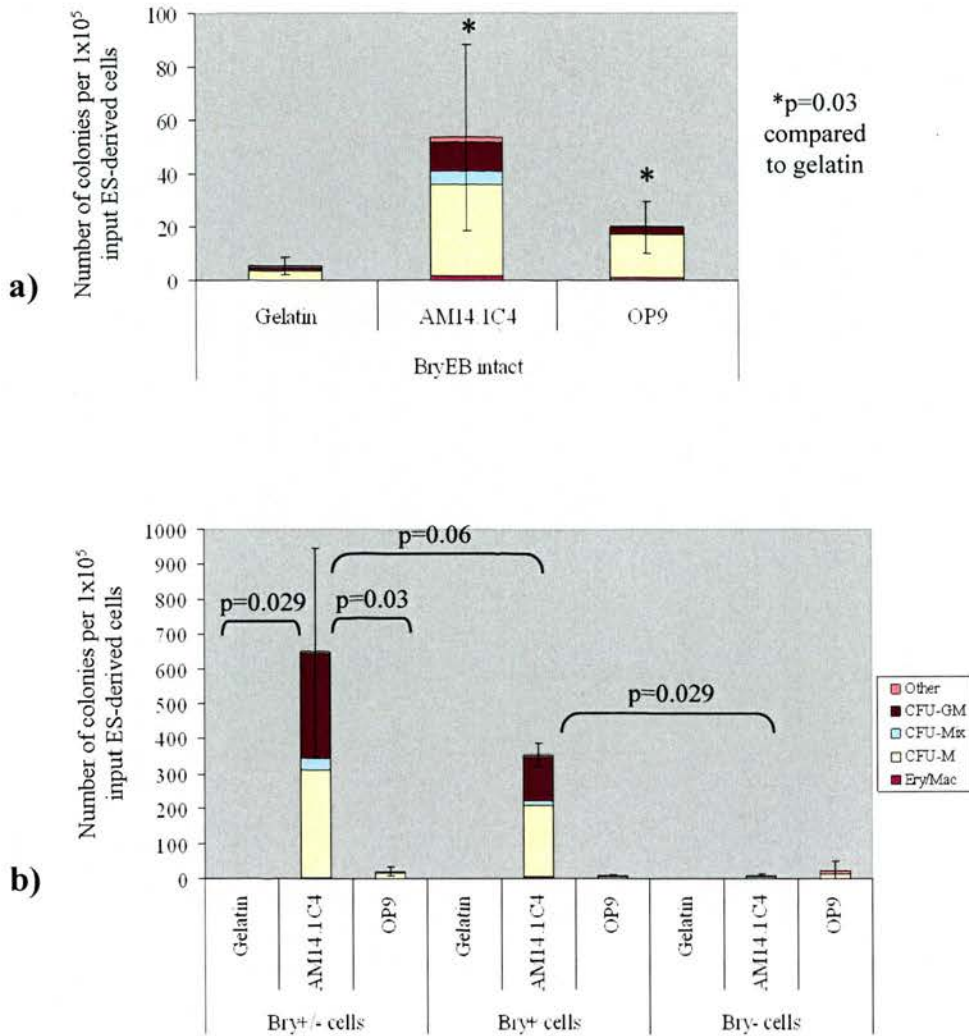 a)
Number of colonies per 1x10⁵
input ES-derived cells
100
80
60
40
20
0
*
*
*p=0.03
compared
to gelatin
Gelatin
AM14.1C4
OP9
BryEB intact
b)
Number of colonies per 1x10⁵
input ES-derived cells
1000
900
800
700
600
500
400
300
200
100
0
p=0.06
p=0.029
p=0.03
p=0.029
Other
CFU-GM
CFU-Mix
CFU-M
Ery/Mac
Gelatin
AM14.1C4
OP9
Gelatin
AM14.1C4
OP9
Gelatin
AM14.1C4
OP9
Bry+/- cells
Bry+ cells
Bry- cells